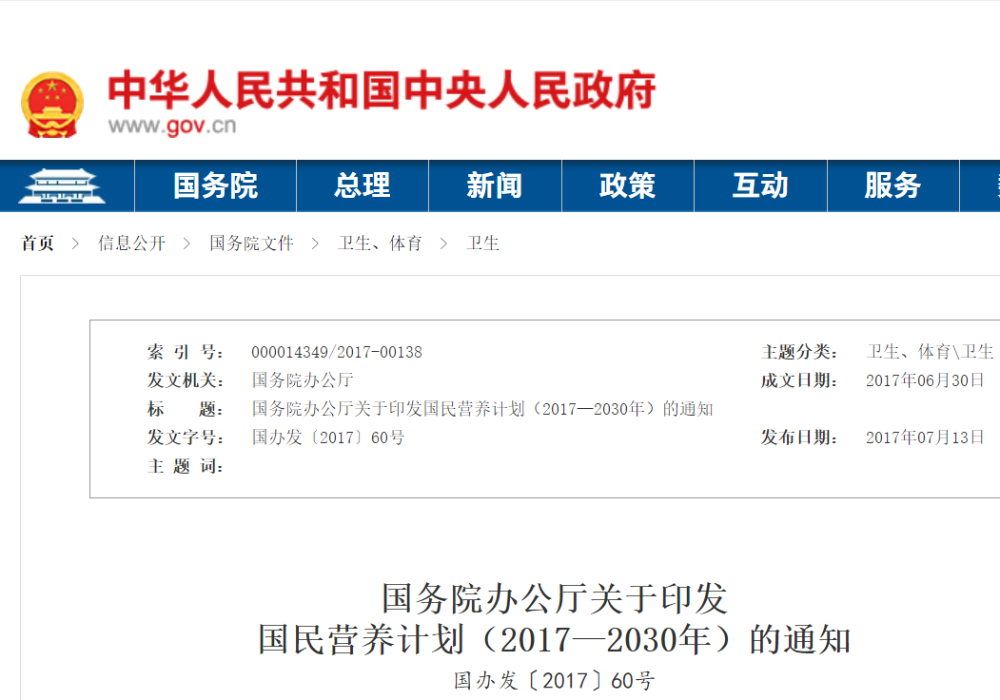 中华人民共和国中央人民政府
www.gov.cn
国务院 总理 新闻 政策 互动 服务
首页 > 信息公开 > 国务院文件 > 卫生、体育 > 卫生
索 引 号： 000014349/2017-00138 主题分类： 卫生、体育\卫生
发文机关： 国务院办公厅 成文日期： 2017年06月30日
标 题： 国务院办公厅关于印发国民营养计划（2017—2030年）的通知
发文字号： 国办发〔2017〕60号 发布日期： 2017年07月13日
主 题 词：
国务院办公厅关于印发
国民营养计划（2017—2030年）的通知
国办发〔2017〕60号